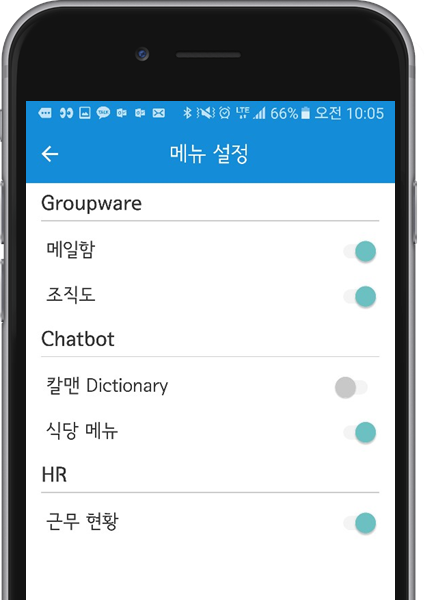 LTE 66% 오전 10:05
메뉴 설정
Groupware
메일함
조직도
Chatbot
칼맨 Dictionary
식당 메뉴
HR
근무 현황